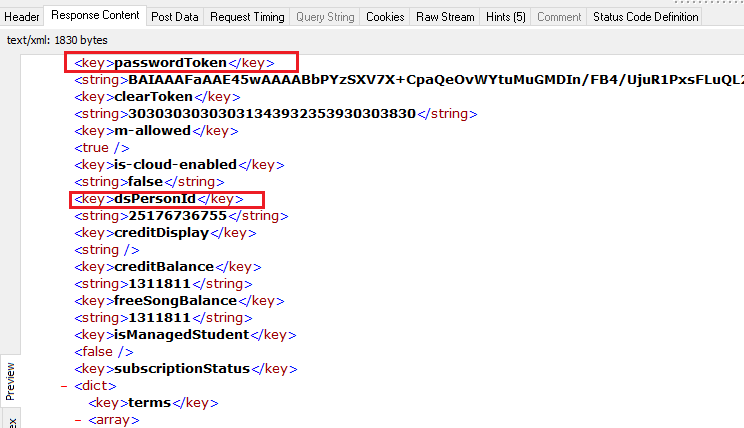 Header Response Content Post Data Request Timing Query String Cookies Raw Stream Hints (5) Comment Status Code Definition
text/xml: 1830 bytes
<key>passwordToken</key>
<string>BAIAAAFaAAE45wAAAABbPYzSXV7X+CpaQeOvWYtuMuGMDIn/FB4/UjuR1PxsFLuQL2
<key>clearToken</key>
<string>30303030303031343932353930303830</string>
<key>m-allowed</key>
<true />
<key>is-cloud-enabled</key>
<string>false</string>
<key>dsPersonId</key>
<string>25176736755</string>
<key>creditDisplay</key>
<string />
<key>creditBalance</key>
<string>1311811</string>
<key>freeSongBalance</key>
<string>1311811</string>
<key>isManagedStudent</key>
<false />
<key>subscriptionStatus</key>
- <dict>
<key>terms</key>
- <array>
Preview